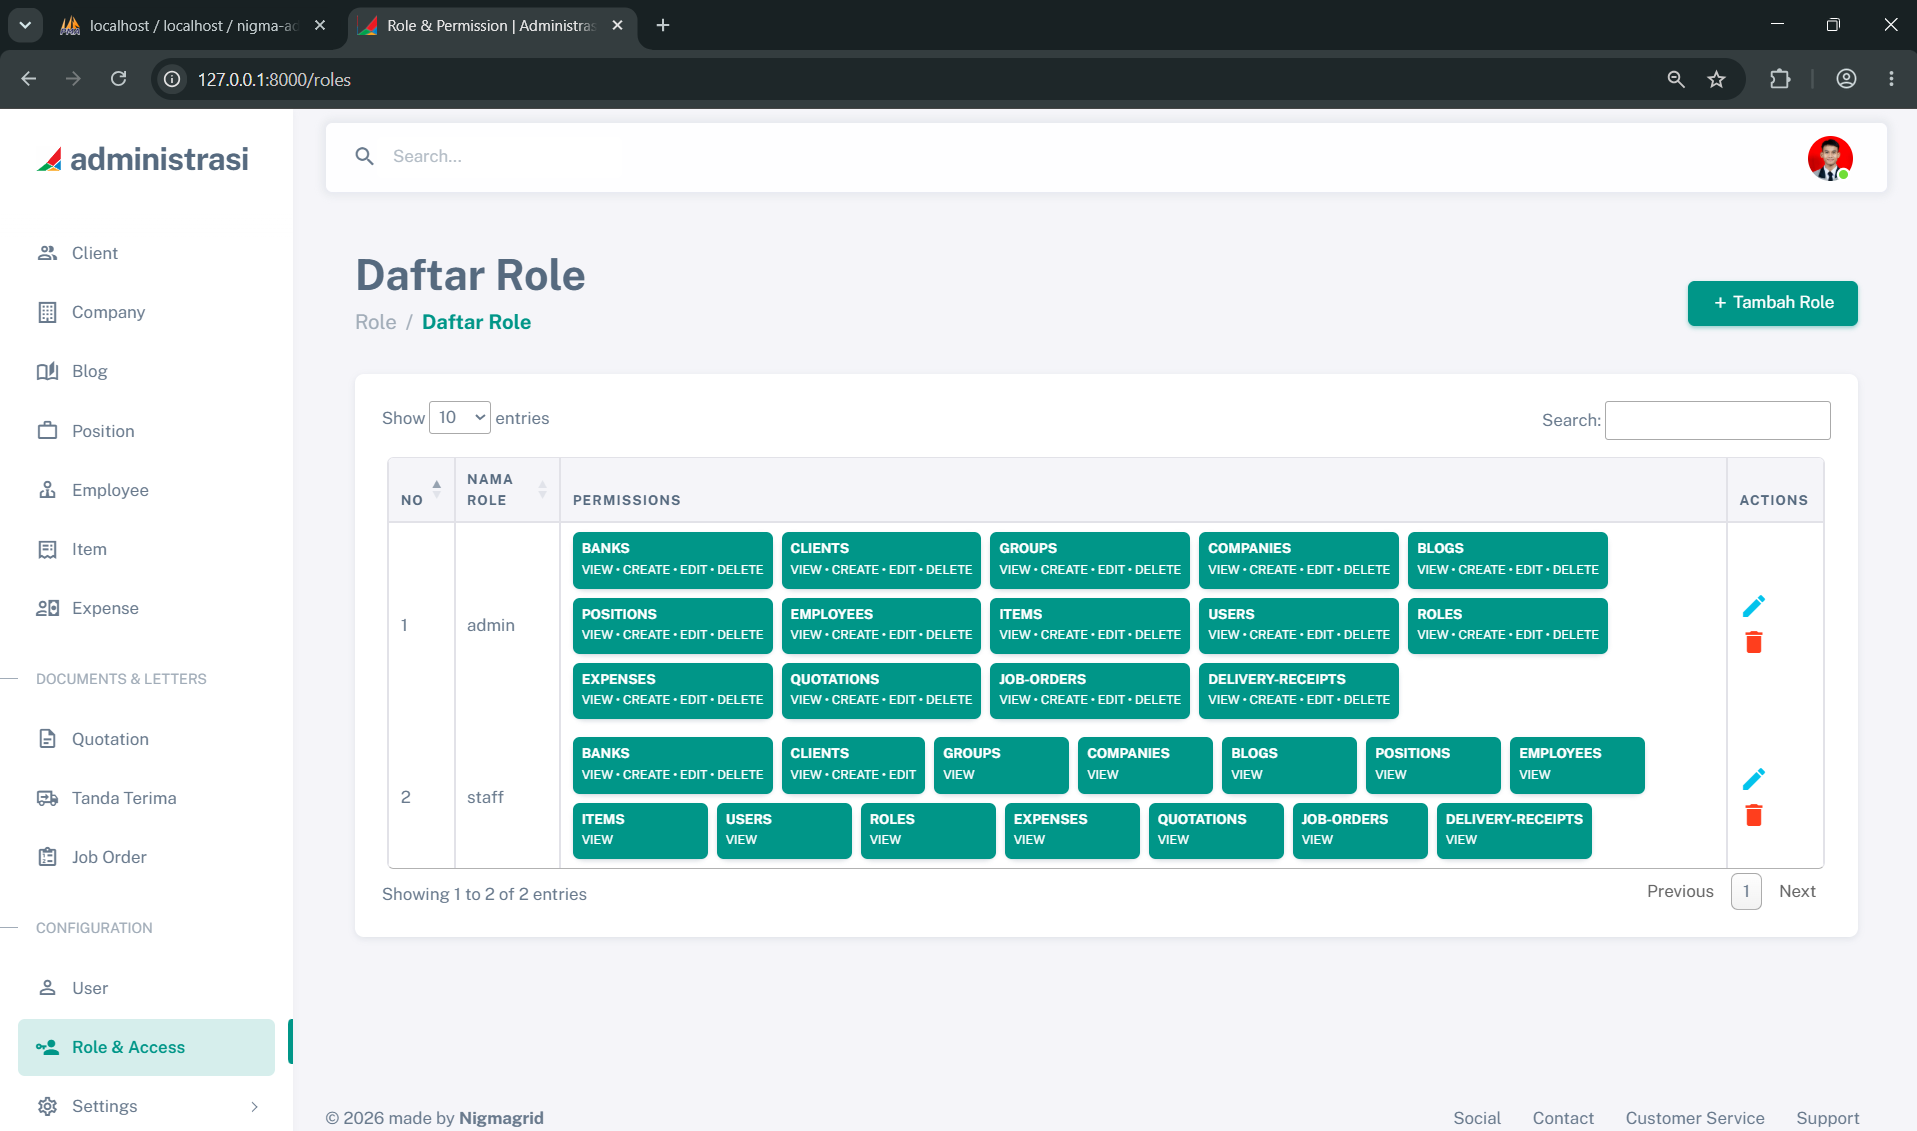 localhost / localhost / nigma-ad
Role & Permission | Administras
127.0.0.1:8000/roles
administrasi
Search...
Client
Company
Blog
Position
Employee
Item
Expense
DOCUMENTS & LETTERS
Quotation
Tanda Terima
Job Order
CONFIGURATION
User
Role & Access
Settings
Daftar Role
Role / Daftar Role
+ Tambah Role
Show 10 entries
Search:
NO NAMA ROLE PERMISSIONS ACTIONS
1 admin
BANKS
VIEW • CREATE • EDIT • DELETE
CLIENTS
VIEW • CREATE • EDIT • DELETE
GROUPS
VIEW • CREATE • EDIT • DELETE
COMPANIES
VIEW • CREATE • EDIT • DELETE
BLOGS
VIEW • CREATE • EDIT • DELETE
POSITIONS
VIEW • CREATE • EDIT • DELETE
EMPLOYEES
VIEW • CREATE • EDIT • DELETE
ITEMS
VIEW • CREATE • EDIT • DELETE
USERS
VIEW • CREATE • EDIT • DELETE
ROLES
VIEW • CREATE • EDIT • DELETE
EXPENSES
VIEW • CREATE • EDIT • DELETE
QUOTATIONS
VIEW • CREATE • EDIT • DELETE
JOB-ORDERS
VIEW • CREATE • EDIT • DELETE
DELIVERY-RECEIPTS
VIEW • CREATE • EDIT • DELETE
2 staff
BANKS
VIEW • CREATE • EDIT • DELETE
CLIENTS
VIEW • CREATE • EDIT
GROUPS
VIEW
COMPANIES
VIEW
BLOGS
VIEW
POSITIONS
VIEW
EMPLOYEES
VIEW
ITEMS
VIEW
USERS
VIEW
ROLES
VIEW
EXPENSES
VIEW
QUOTATIONS
VIEW
JOB-ORDERS
VIEW
DELIVERY-RECEIPTS
VIEW
Showing 1 to 2 of 2 entries
Previous 1 Next
© 2026 made by Nigmagrid
Social Contact Customer Service Support